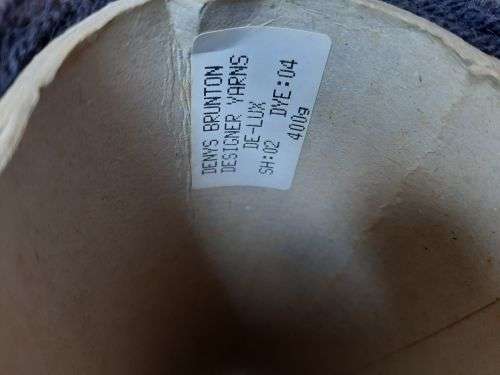 DENYS BRUNTON
DESIGNER YARNS
DE-LUX
SH:02 DYE:04
400g